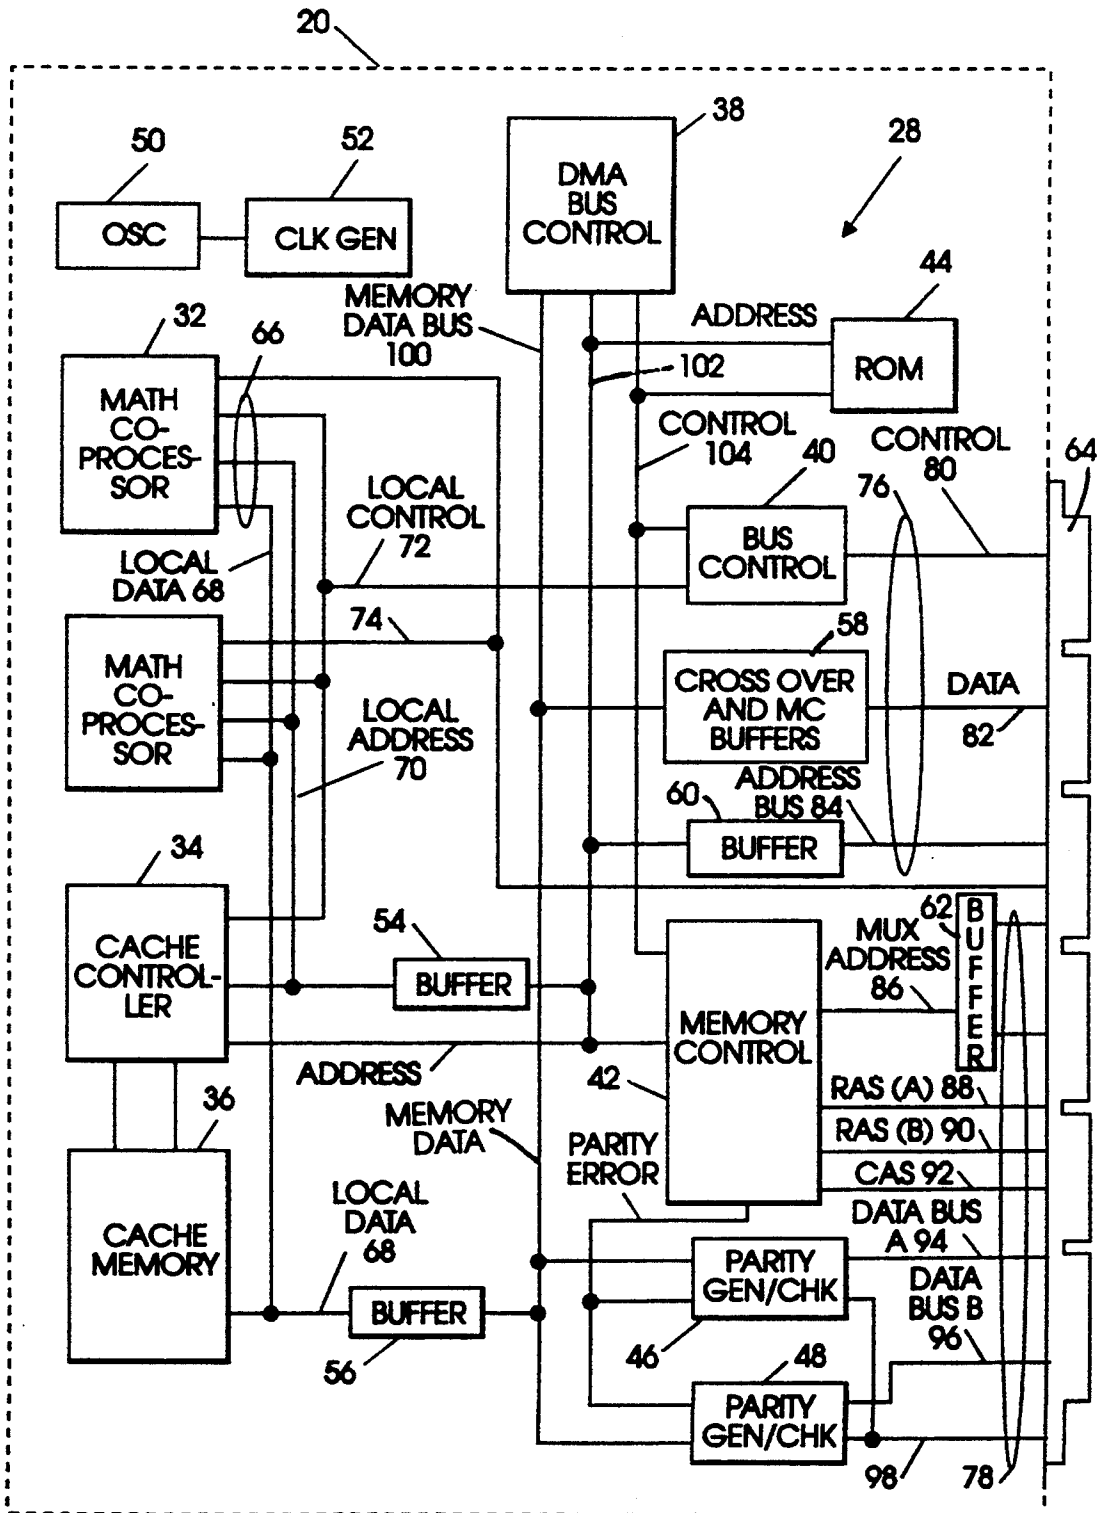 20
50
52
38
28
OSC
CLK GEN
DMA
BUS
CONTROL
44
MEMORY
DATA BUS
100
ADDRESS
32
66
ROM
102
MATH
CO-
PROCES-
SOR
CONTROL
104
40
CONTROL
80
64
LOCAL
CONTROL
72
76
BUS
CONTROL
LOCAL
DATA 68
74
58
MATH
CO-
PROCES-
SOR
CROSS OVER
AND MC
BUFFERS
DATA
82
LOCAL
ADDRESS
70
60
ADDRESS
BUS 84
BUFFER
34
CACHE
CONTROL-
LER
54
BUFFER
62
BUFFER
MUX
ADDRESS
86
MEMORY
CONTROL
ADDRESS
42
36
RAS (A) 88
MEMORY
DATA
PARITY
ERROR
RAS (B) 90
CAS 92
CACHE
MEMORY
LOCAL
DATA
68
DATA BUS
A 94
PARITY
GEN/CHK
DATA
BUS B
96
BUFFER
56
46
48
PARITY
GEN/CHK
98
78